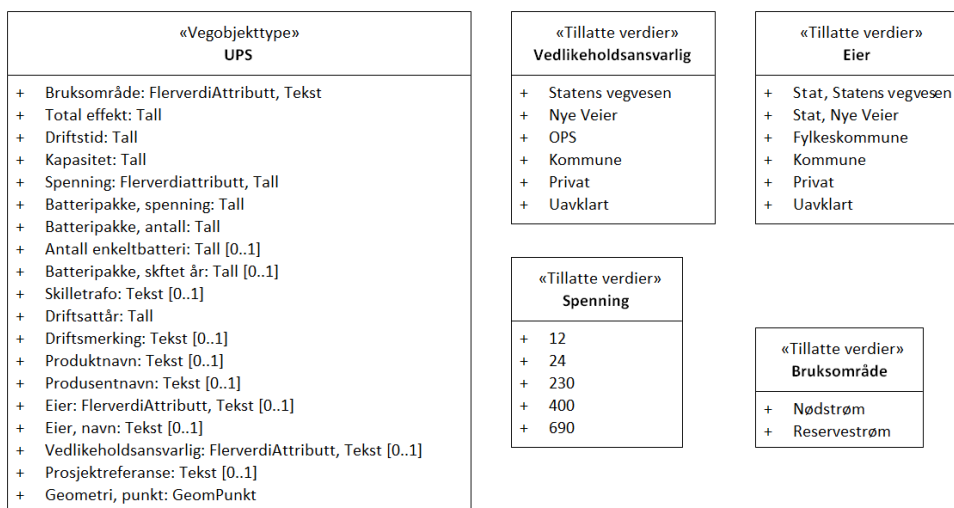 «Vegobjekttype»
UPS
+ Bruksområde: FlerverdiAttributt, Tekst
+ Total effekt: Tall
+ Driftstid: Tall
+ Kapasitet: Tall
+ Spenning: Flerverdiattributt, Tall
+ Batteripakke, spenning: Tall
+ Batteripakke, antall: Tall
+ Antall enkeltbatteri: Tall [0..1]
+ Batteripakke, skftet år: Tall [0..1]
+ Skilletrafo: Tekst [0..1]
+ Driftsattår: Tall
+ Driftsmerking: Tekst [0..1]
+ Produktnavn: Tekst [0..1]
+ Produsentnavn: Tekst [0..1]
+ Eier: FlerverdiAttributt, Tekst [0..1]
+ Eier, navn: Tekst [0..1]
+ Vedlikeholdsansvarlig: FlerverdiAttributt, Tekst [0..1]
+ Prosjektreferanse: Tekst [0..1]
+ Geometri, punkt: GeomPunkt
«Tillatte verdier»
Vedlikeholdsansvarlig
+ Statens vegvesen
+ Nye Veier
+ OPS
+ Kommune
+ Privat
+ Uavklart
«Tillatte verdier»
Eier
+ Stat, Statens vegvesen
+ Stat, Nye Veier
+ Fylkeskommune
+ Kommune
+ Privat
+ Uavklart
«Tillatte verdier»
Spenning
+ 12
+ 24
+ 230
+ 400
+ 690
«Tillatte verdier»
Bruksområde
+ Nødstrøm
+ Reservestrøm